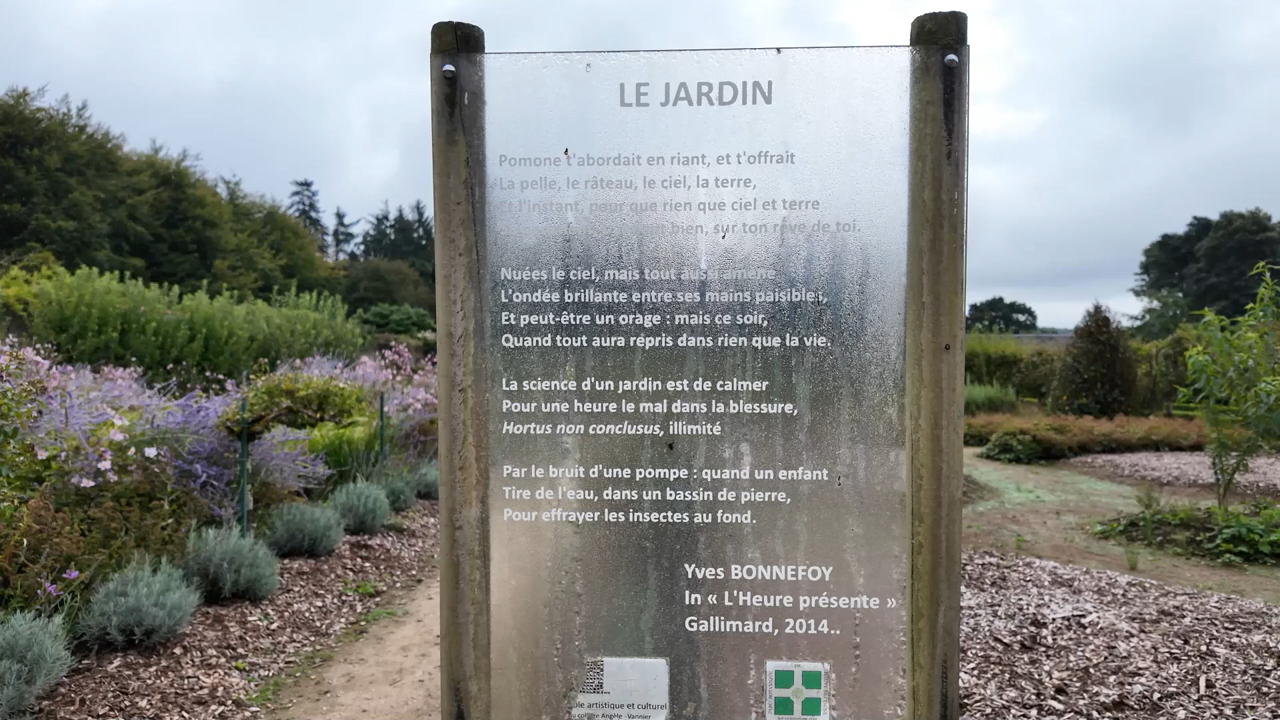 LE JARDIN
Pomone t'abordait en riant, et t'offrait
La pelle, le râteau, le ciel, la terre,
Et l'instant, pour que rien que ciel et terre
bien, sur ton rêve de toi.
Nuées le ciel, mais tout aussi amène
L'ondée brillante entre ses mains paisibles,
Et peut-être un orage : mais ce soir,
Quand tout aura repris dans rien que la vie.
La science d'un jardin est de calmer
Pour une heure le mal dans la blessure,
Hortus non conclusus, illimité
Par le bruit d'une pompe : quand un enfant
Tire de l'eau, dans un bassin de pierre,
Pour effrayer les insectes au fond.
Yves BONNEFOY
In « L'Heure présente »
Gallimard, 2014..
artistique et culturel
Vannier